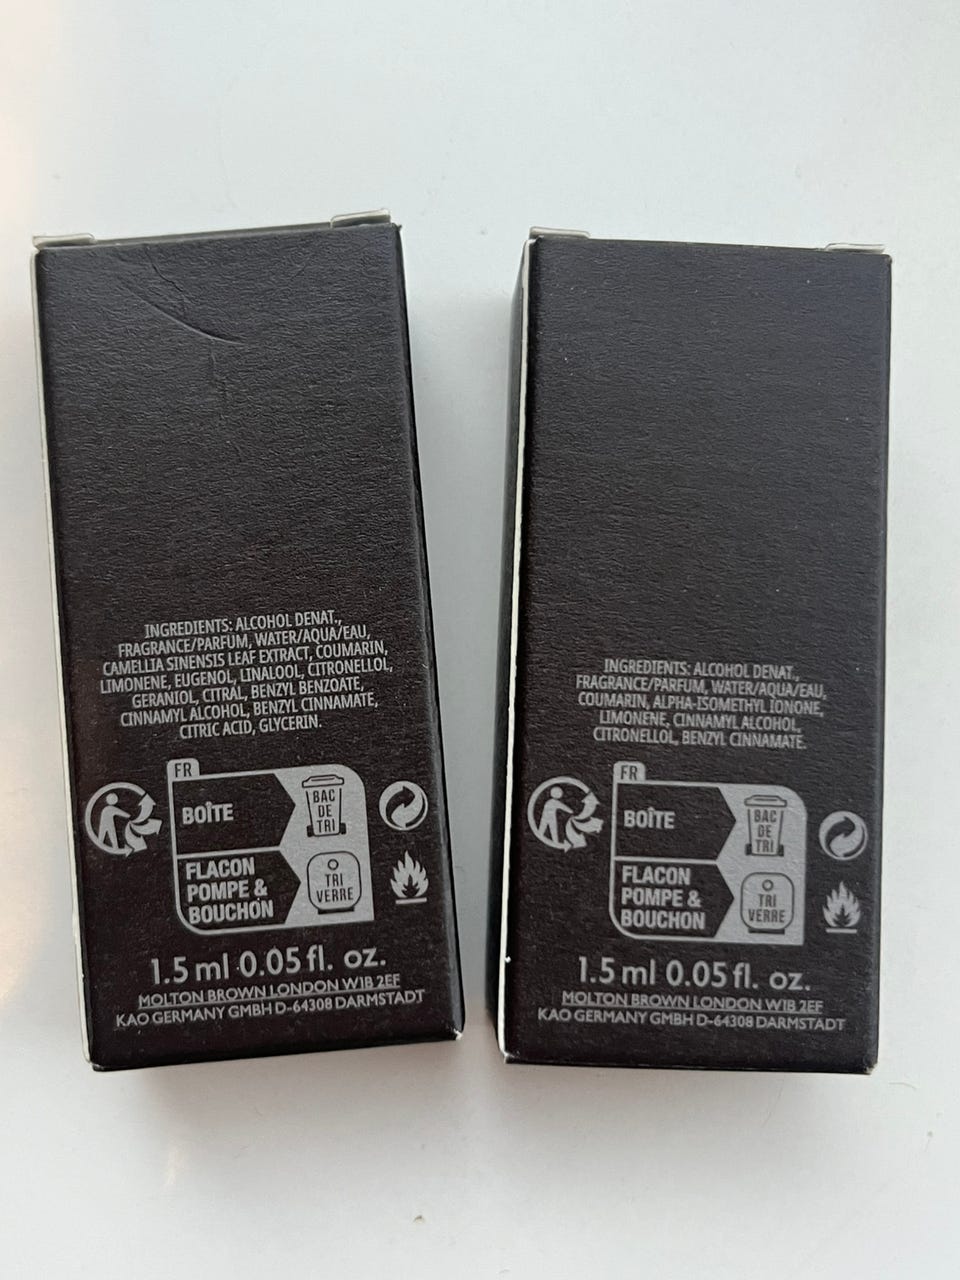 INGREDIENTS: ALCOHOL DENAT.,
FRAGRANCE/PARFUM, WATER/AQUA/EAU,
CAMELLIA SINENSIS LEAF EXTRACT, COUMARIN,
LIMONENE, EUGENOL, LINALOOL, CITRONELLOL,
GERANIOL, CITRAL, BENZYL BENZOATE,
CINNAMYL ALCOHOL, BENZYL CINNAMATE,
CITRIC ACID, GLYCERIN.
FR
BOÎTE
BAC
DE
TRI
FLACON
POMPE &
BOUCHON
TRI
VERRE
1.5 ml 0.05 fl. oz.
MOLTON BROWN LONDON W1B 2EF
KAO GERMANY GMBH D-64308 DARMSTADT
INGREDIENTS: ALCOHOL DENAT.,
FRAGRANCE/PARFUM, WATER/AQUA/EAU,
COUMARIN, ALPHA-ISOMETHYL IONONE,
LIMONENE, CINNAMYL ALCOHOL,
CITRONELLOL, BENZYL CINNAMATE.
FR
BOÎTE
BAC
DE
TRI
FLACON
POMPE &
BOUCHON
TRI
VERRE
1.5 ml 0.05 fl. oz.
MOLTON BROWN LONDON W1B 2EF
KAO GERMANY GMBH D-64308 DARMSTADT